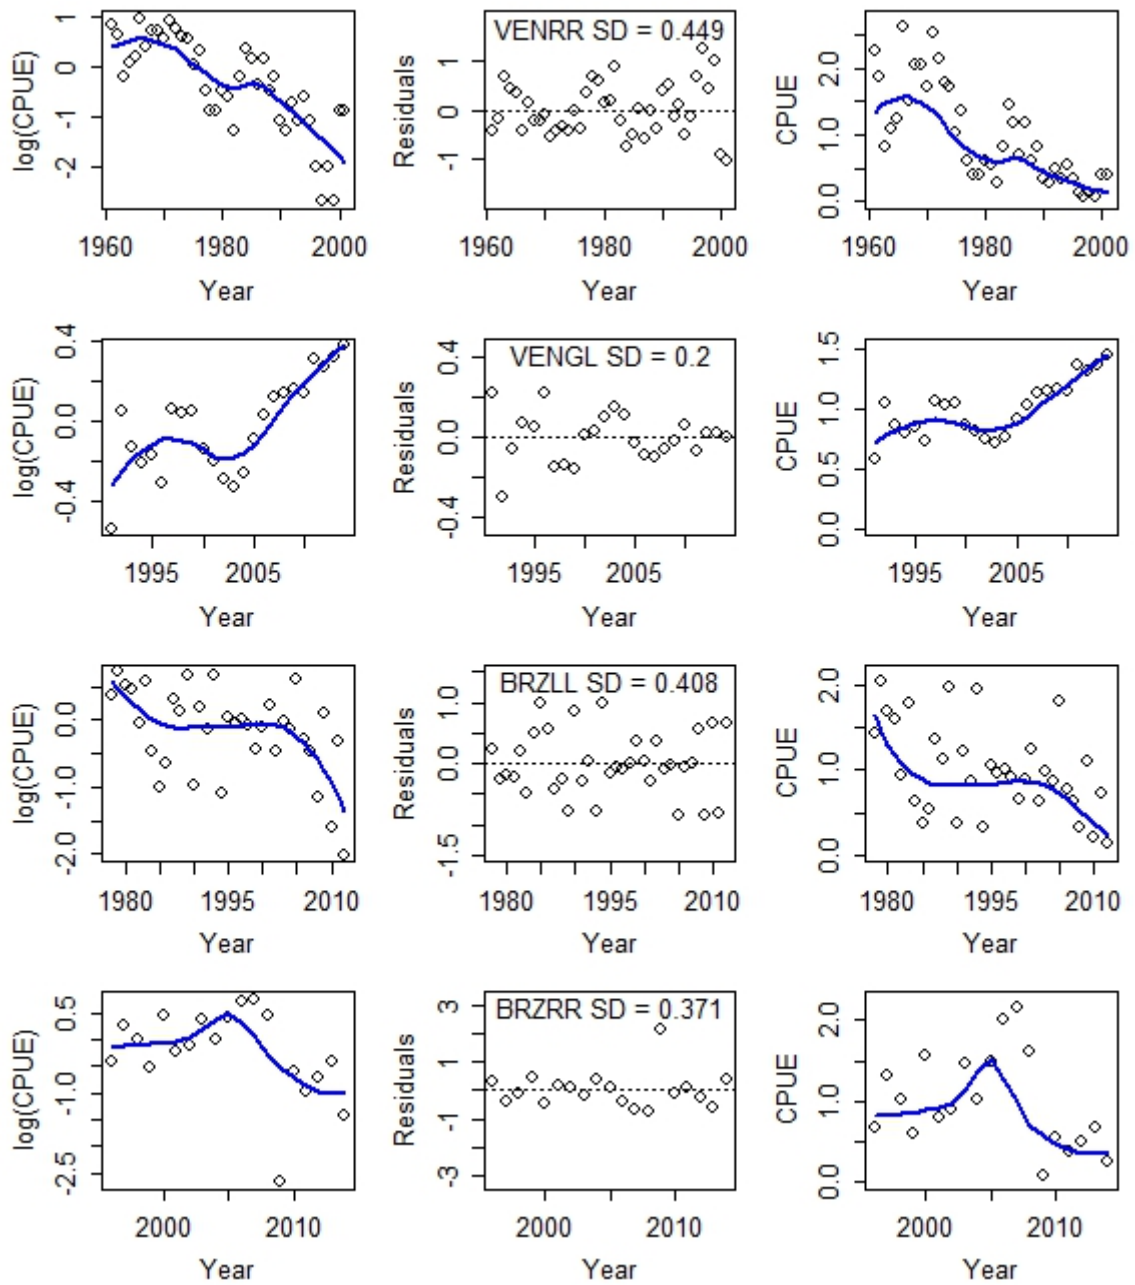 log(CPUE)
1
0
-1
-2
1960 1980 2000
Year
Residuals
1
0
-1
VENRR SD = 0.449
1960 1980 2000
Year
CPUE
2.0
1.0
0.0
1960 1980 2000
Year
log(CPUE)
0.4
0.0
-0.4
1995 2005
Year
Residuals
0.4
0.0
-0.4
VENGL SD = 0.2
1995 2005
Year
CPUE
1.5
1.0
0.5
0.0
1995 2005
Year
log(CPUE)
0.0
-1.0
-2.0
1980 1995 2010
Year
Residuals
1.0
0.0
-1.5
BRZLL SD = 0.408
1980 1995 2010
Year
CPUE
2.0
1.0
0.0
1980 1995 2010
Year
log(CPUE)
0.5
-1.0
-2.5
2000 2010
Year
Residuals
3
1
-1
-3
BRZRR SD = 0.371
2000 2010
Year
CPUE
2.0
1.0
0.0
2000 2010
Year